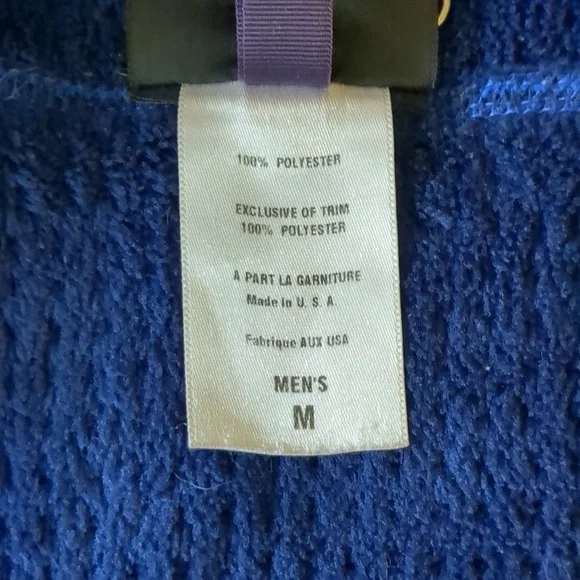 100% POLYESTER
EXCLUSIVE OF TRIM
100% POLYESTER
A PART LA GARNITURE
Made in U. S. A.
Fabrique AUX USA
MEN'S
M